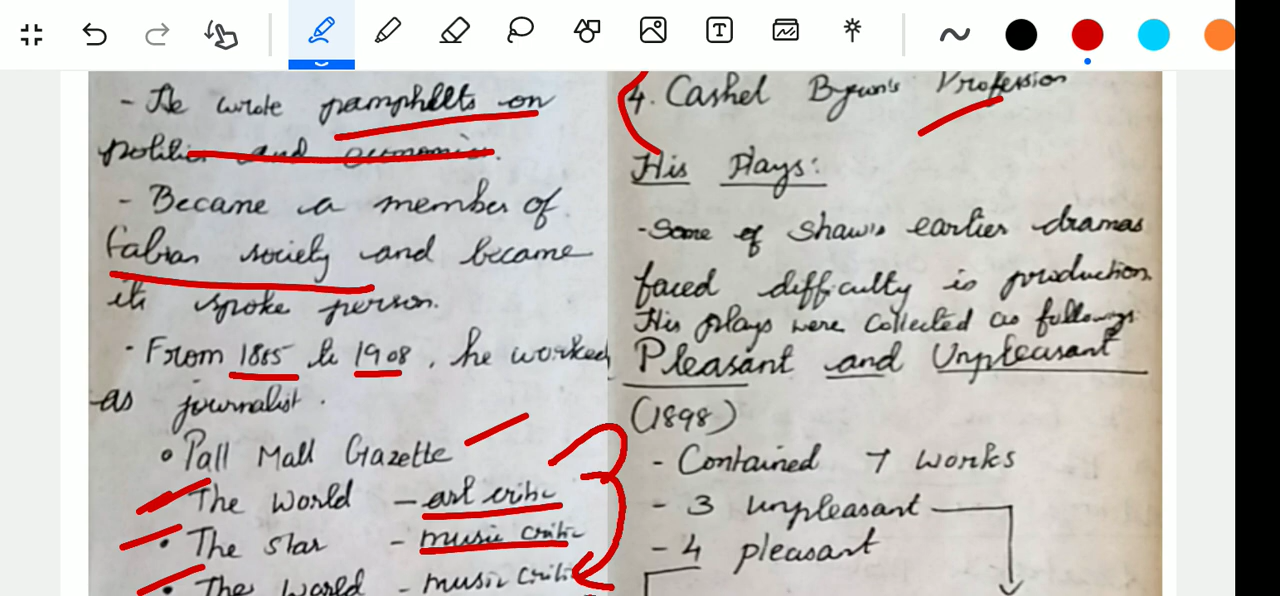 - He wrote pamphlets on
politics and economics.
- Became a member of
Fabian society and became
its spoke person.
- From 1885 to 1908, he worked
as journalist.
• Pall Mall Gazette
• The World - art critic
• The Star - music critic
• The World - music critic
4. Cashel Byron's Profession
His Plays:
- Some of Shaw's earlier dramas
faced difficulty is production.
His plays were collected as follows:
Pleasant and Unpleasant
(1898)
- Contained 7 works
- 3 unpleasant
- 4 pleasant